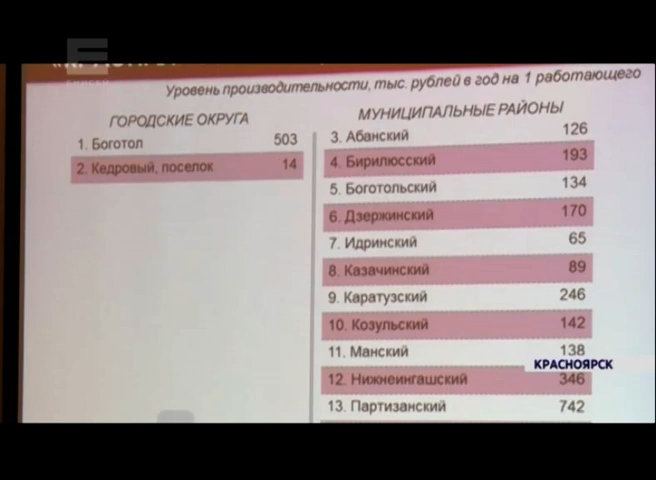 Уровень производительности, тыс. рублей в год на 1 работающего
ГОРОДСКИЕ ОКРУГА
1. Боготол 503
2. Кедровый, поселок 14
МУНИЦИПАЛЬНЫЕ РАЙОНЫ
3. Абанский 126
4. Бирилюсский 193
5. Боготольский 134
6. Дзержинский 170
7. Идринский 65
8. Казачинский 89
9. Каратузский 246
10. Козульский 142
11. Манский 138
12. Нижнеингашский 346
13. Партизанский 742
КРАСНОЯРСК